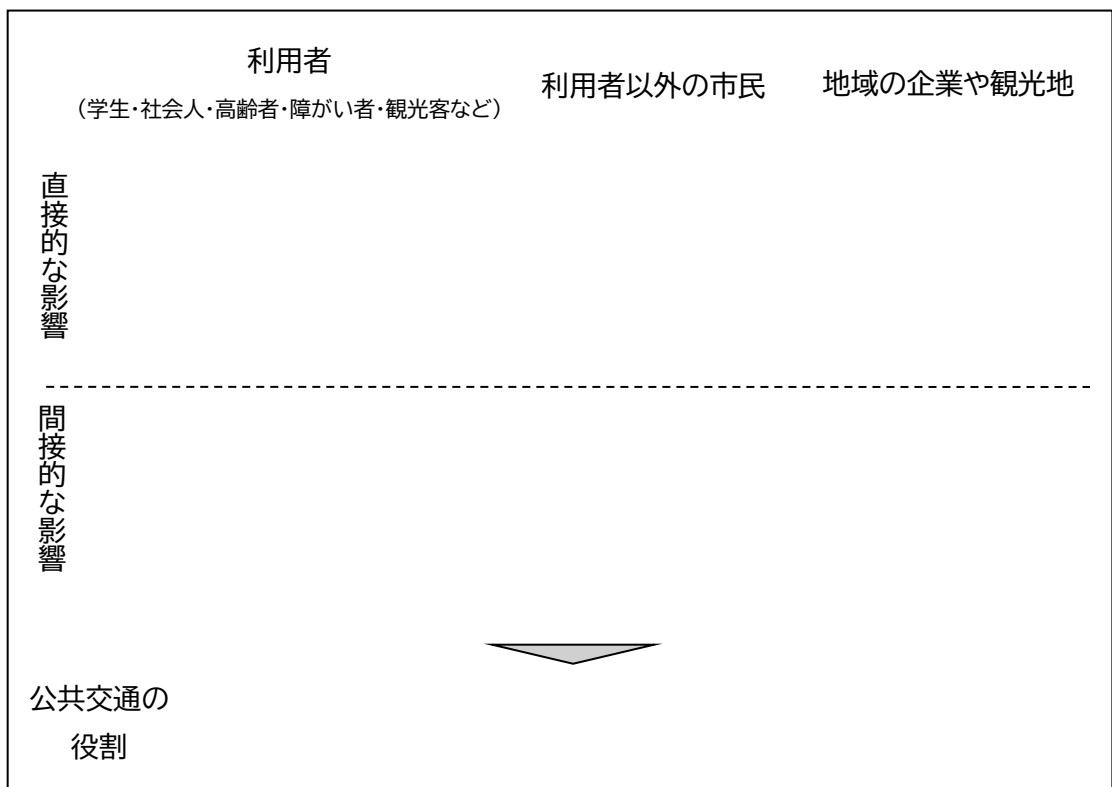 利用者
（学生・社会人・高齢者・障がい者・観光客など）
利用者以外の市民
地域の企業や観光地
直接的な影響
間接的な影響
公共交通の
役割